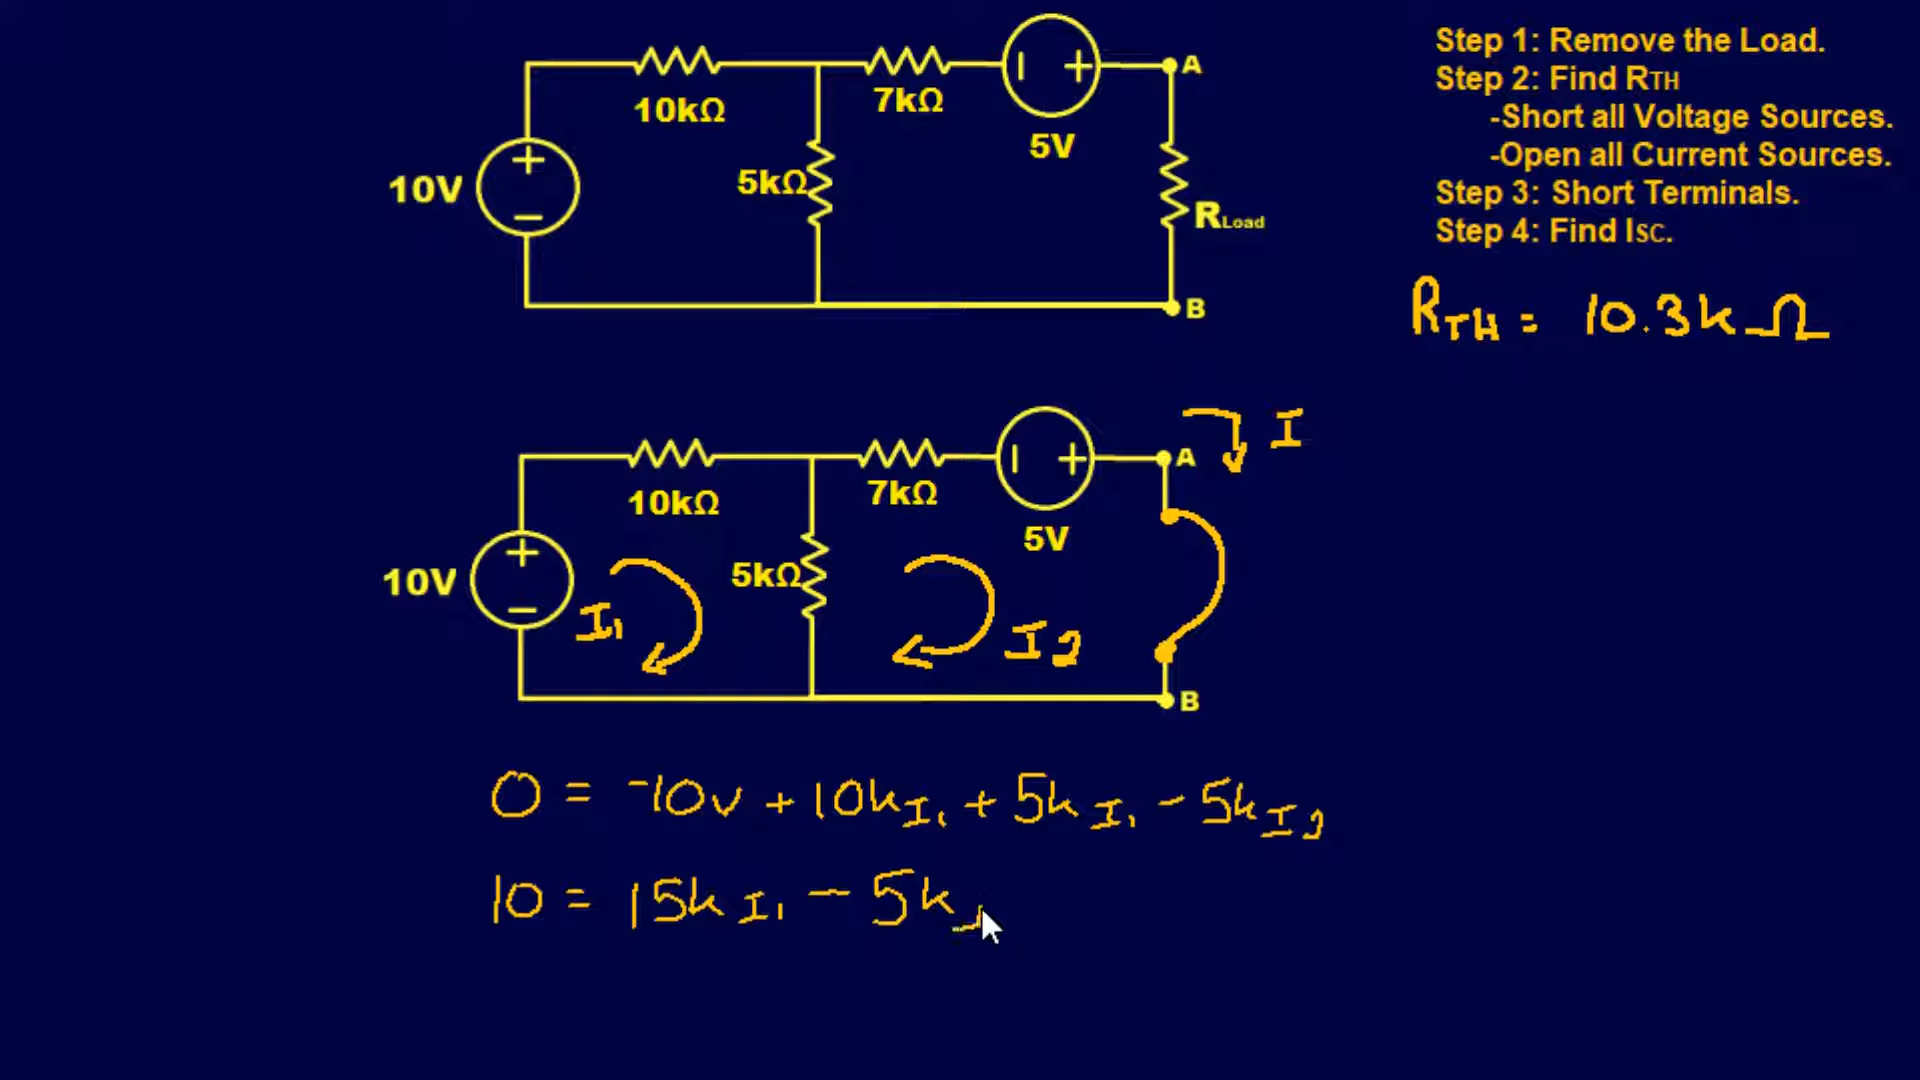 Step 1: Remove the Load.
Step 2: Find RTH
-Short all Voltage Sources.
-Open all Current Sources.
Step 3: Short Terminals.
Step 4: Find ISC.
RTH = 10.3kΩ
10kΩ
7kΩ
5V
A
10V
5kΩ
RLoad
B
10kΩ
7kΩ
5V
A
I
10V
5kΩ
I1
I2
B
0 = -10v + 10kI1 + 5kI1 - 5kI2
10 = 15kI1 - 5k